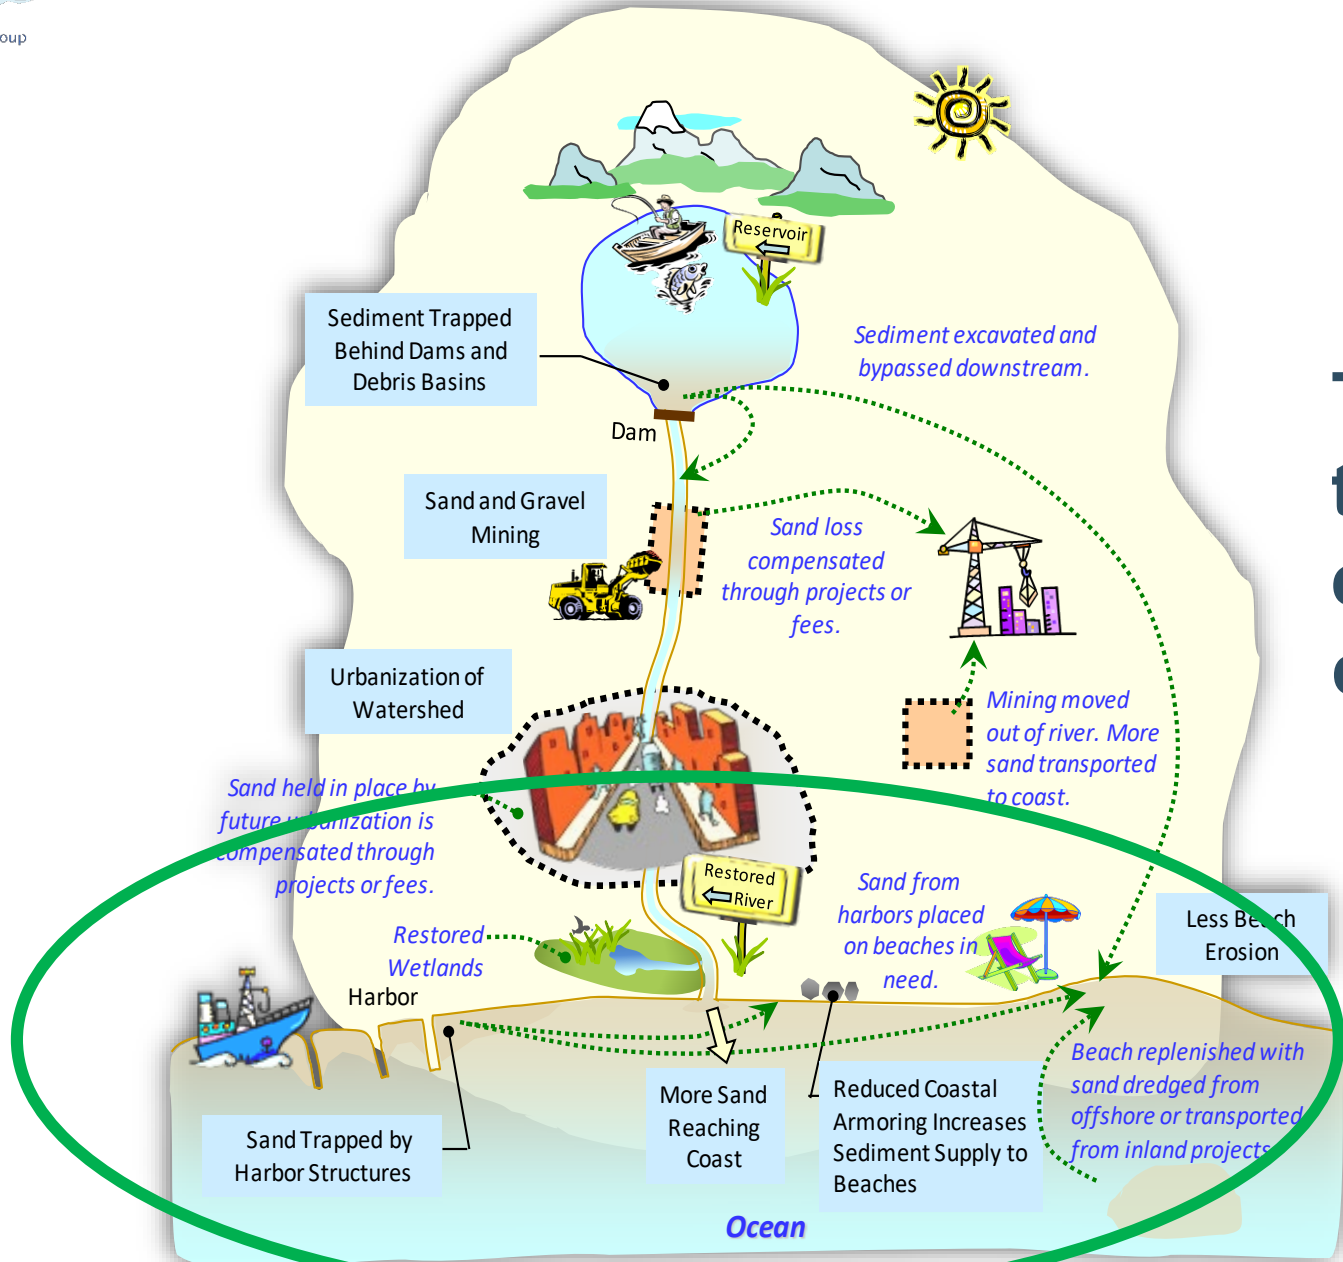 oup
Reservoir
Sediment Trapped
Behind Dams and
Debris Basins
Sediment excavated and
bypassed downstream.
Dam
Sand and Gravel
Mining
Sand loss
compensated
through projects or
fees.
Urbanization of
Watershed
Mining moved
out of river. More
sand transported
to coast.
Sand held in place by
future urbanization is
compensated through
projects or fees.
Restored
River
Sand from
harbors placed
on beaches in
need.
Less Beach
Erosion
Restored
Wetlands
Harbor
Beach replenished with
sand dredged from
offshore or transported
from inland projects
More Sand
Reaching
Coast
Reduced Coastal
Armoring Increases
Sediment Supply to
Beaches
Sand Trapped by
Harbor Structures
Ocean